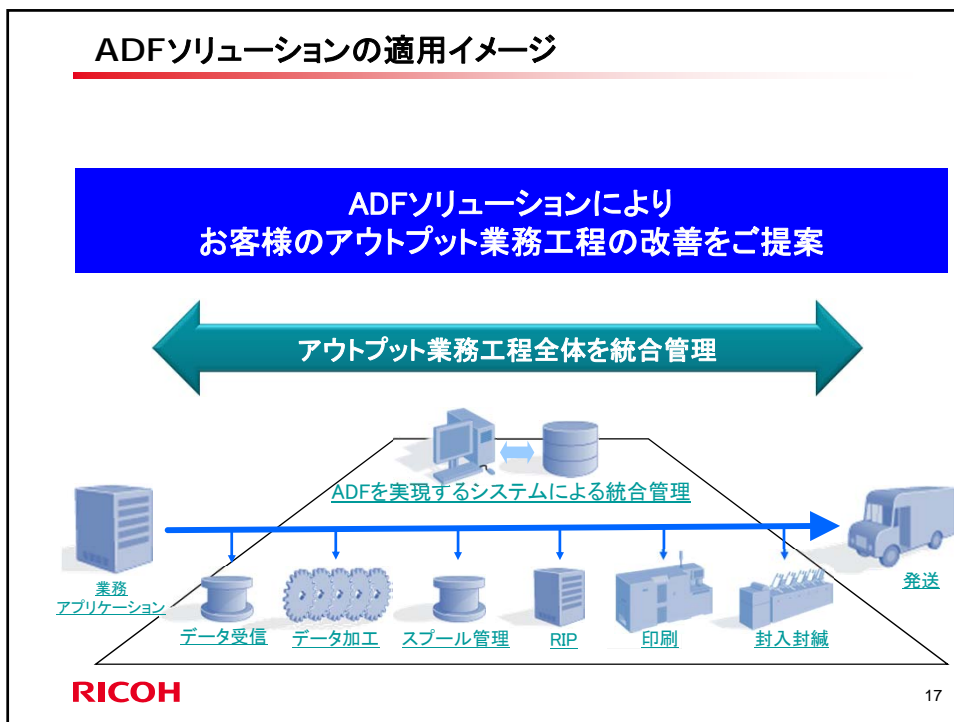 ADFソリューションの適用イメージ
ADFソリューションにより
お客様のアウトプット業務工程の改善をご提案
アウトプット業務工程全体を統合管理
ADFを実現するシステムによる統合管理
業務
アプリケーション
データ受信
データ加工
スプール管理
RIP
印刷
封入封緘
発送
RICOH
17